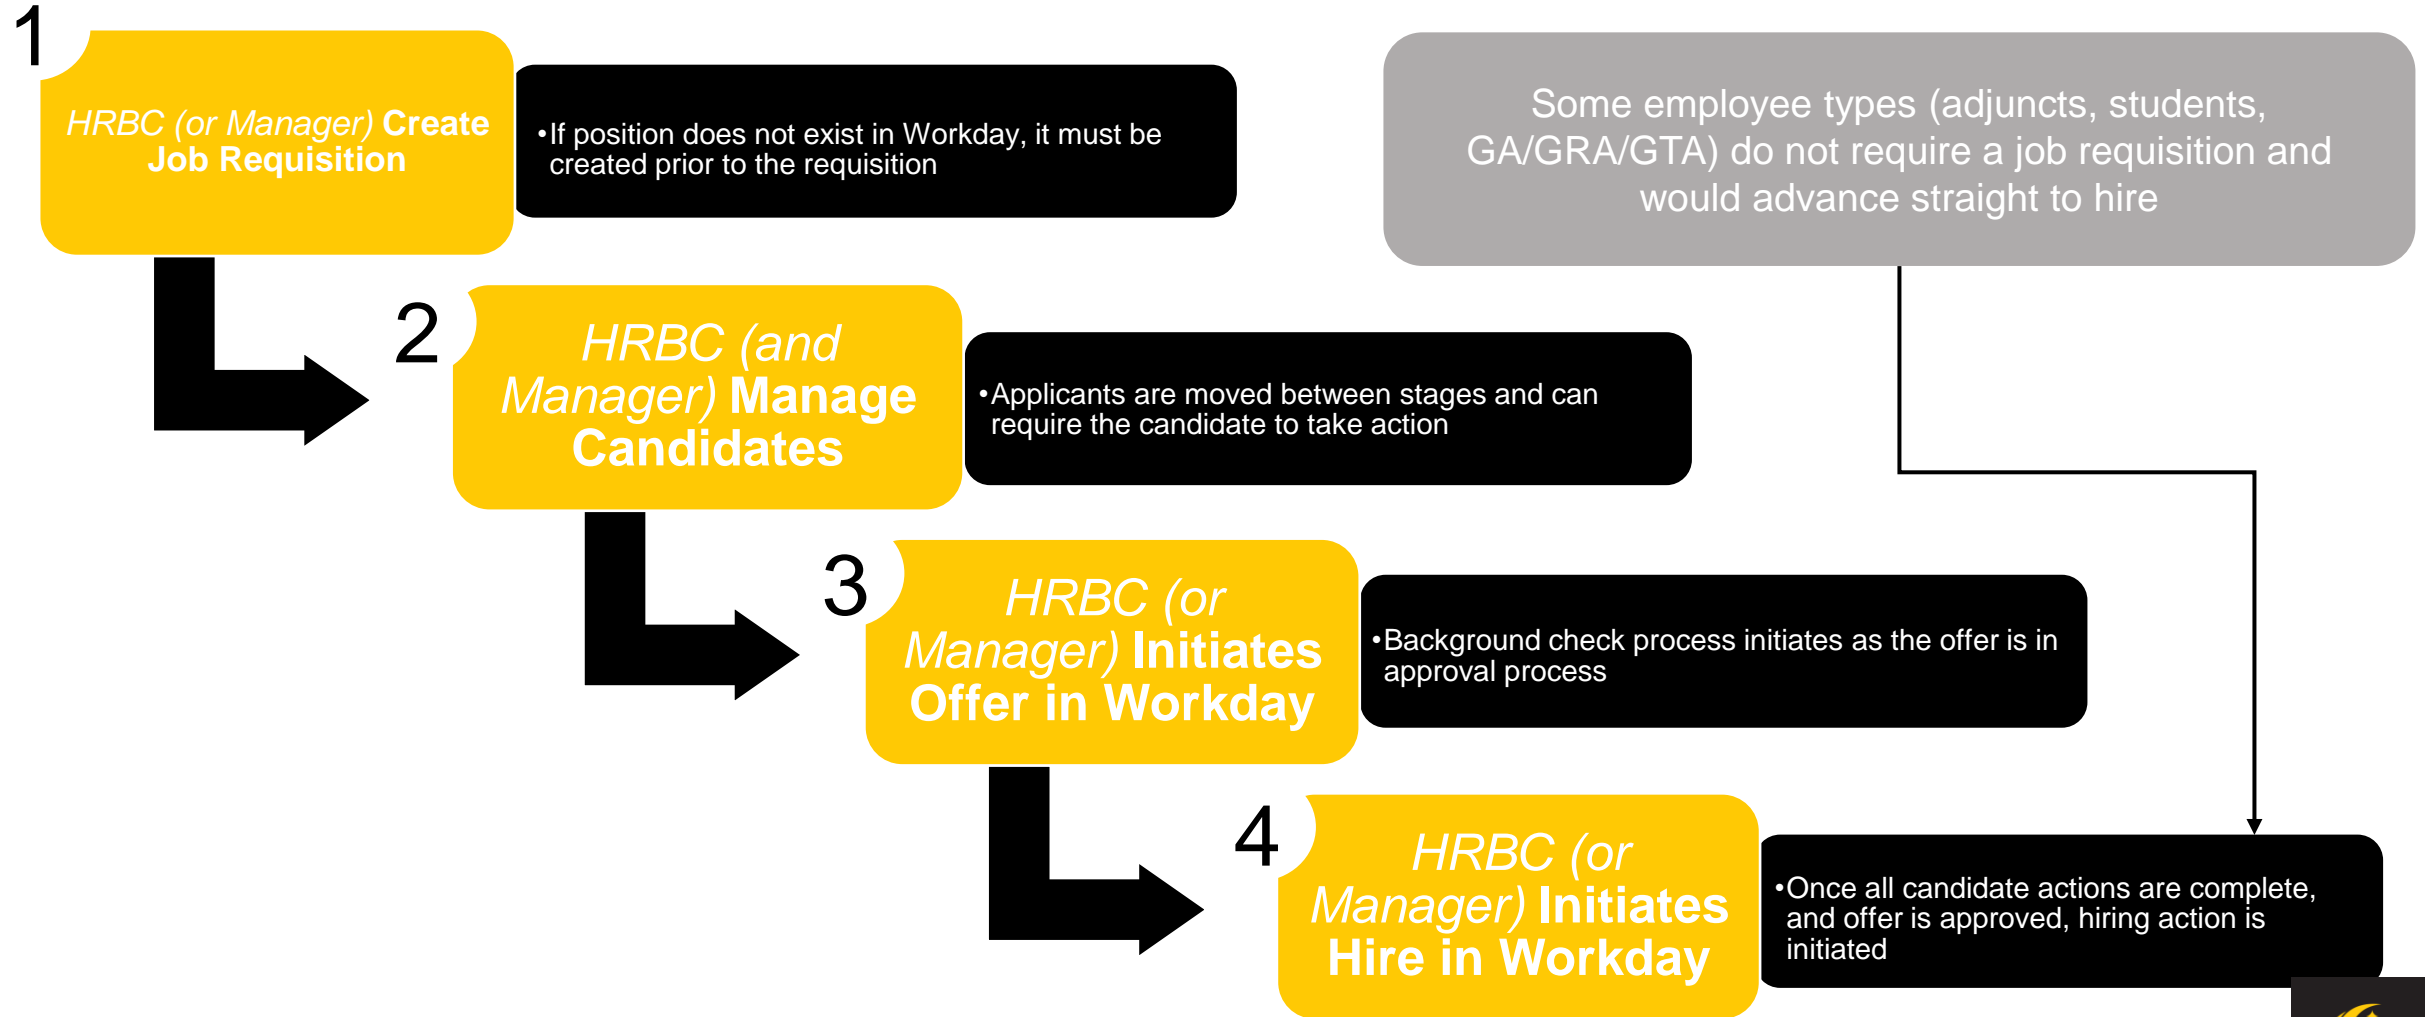 1
HRBC (or Manager) Create
Job Requisition
•If position does not exist in Workday, it must be
created prior to the requisition
Some employee types (adjuncts, students,
GA/GRA/GTA) do not require a job requisition and
would advance straight to hire
2
HRBC (and
Manager) Manage
Candidates
•Applicants are moved between stages and can
require the candidate to take action
3
HRBC (or
Manager) Initiates
Offer in Workday
•Background check process initiates as the offer is in
approval process
4
HRBC (or
Manager) Initiates
Hire in Workday
•Once all candidate actions are complete,
and offer is approved, hiring action is
initiated